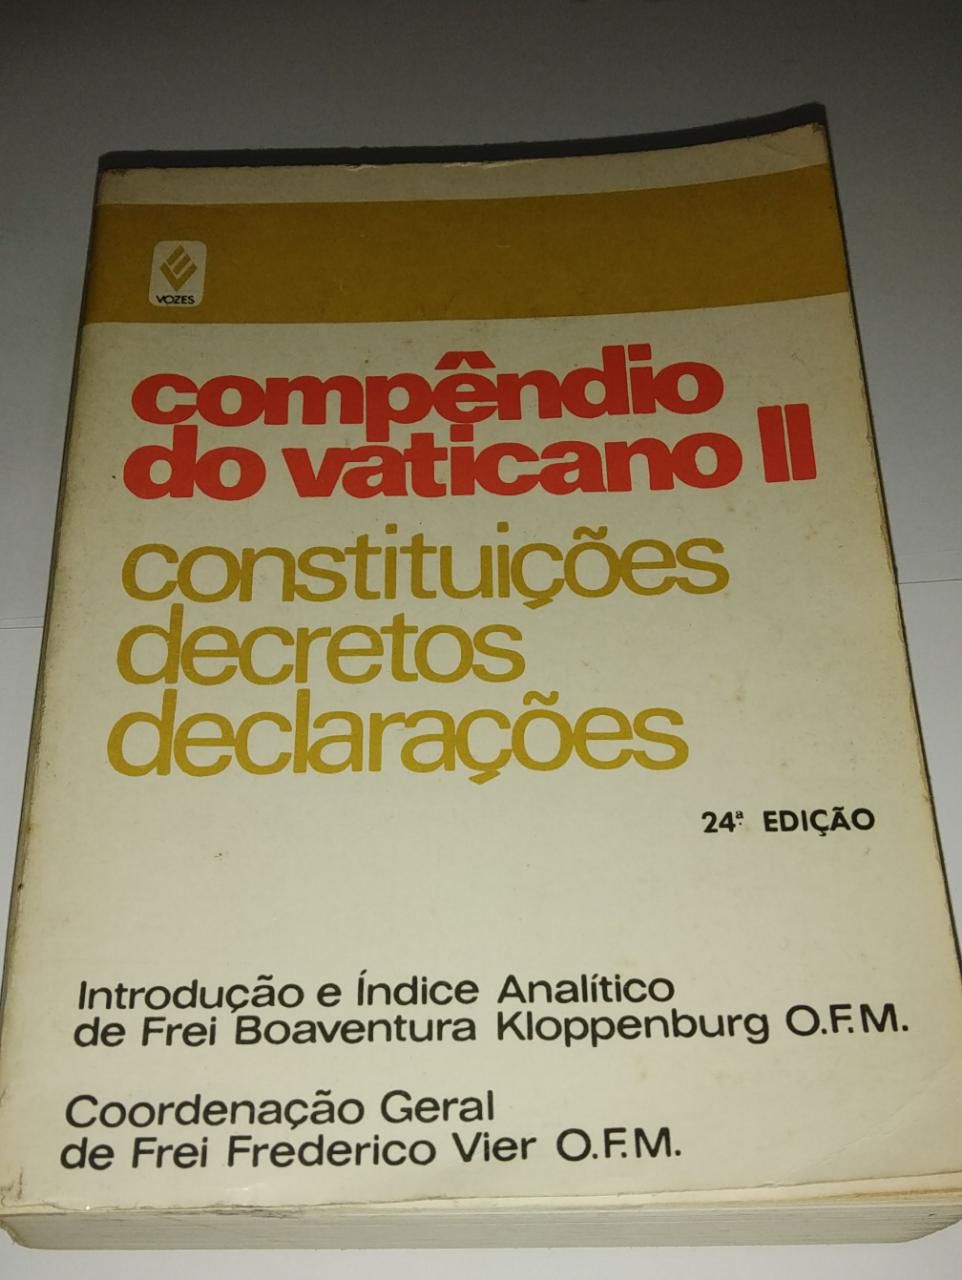 VOZES
compêndio
do vaticano II
constituições
decretos
declarações
24ª EDIÇÃO
Introdução e Índice Analítico
de Frei Boaventura Kloppenburg O.F.M.
Coordenação Geral
de Frei Frederico Vier O.F.M.